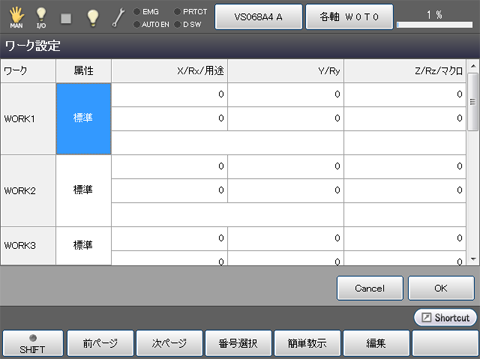 MAN I/O EMG PRTCT AUTO EN D SW VS068A4 A 各軸 W0T0 1 %
ワーク設定
ワーク 属性 X/Rx/用途 Y/Ry Z/Rz/マクロ
0 0 0
WORK1 標準 0 0 0
0 0 0
WORK2 標準 0 0 0
0 0 0
WORK3 標準 0 0 0
Cancel OK
Shortcut
SHIFT 前ページ 次ページ 番号選択 簡単教示 編集